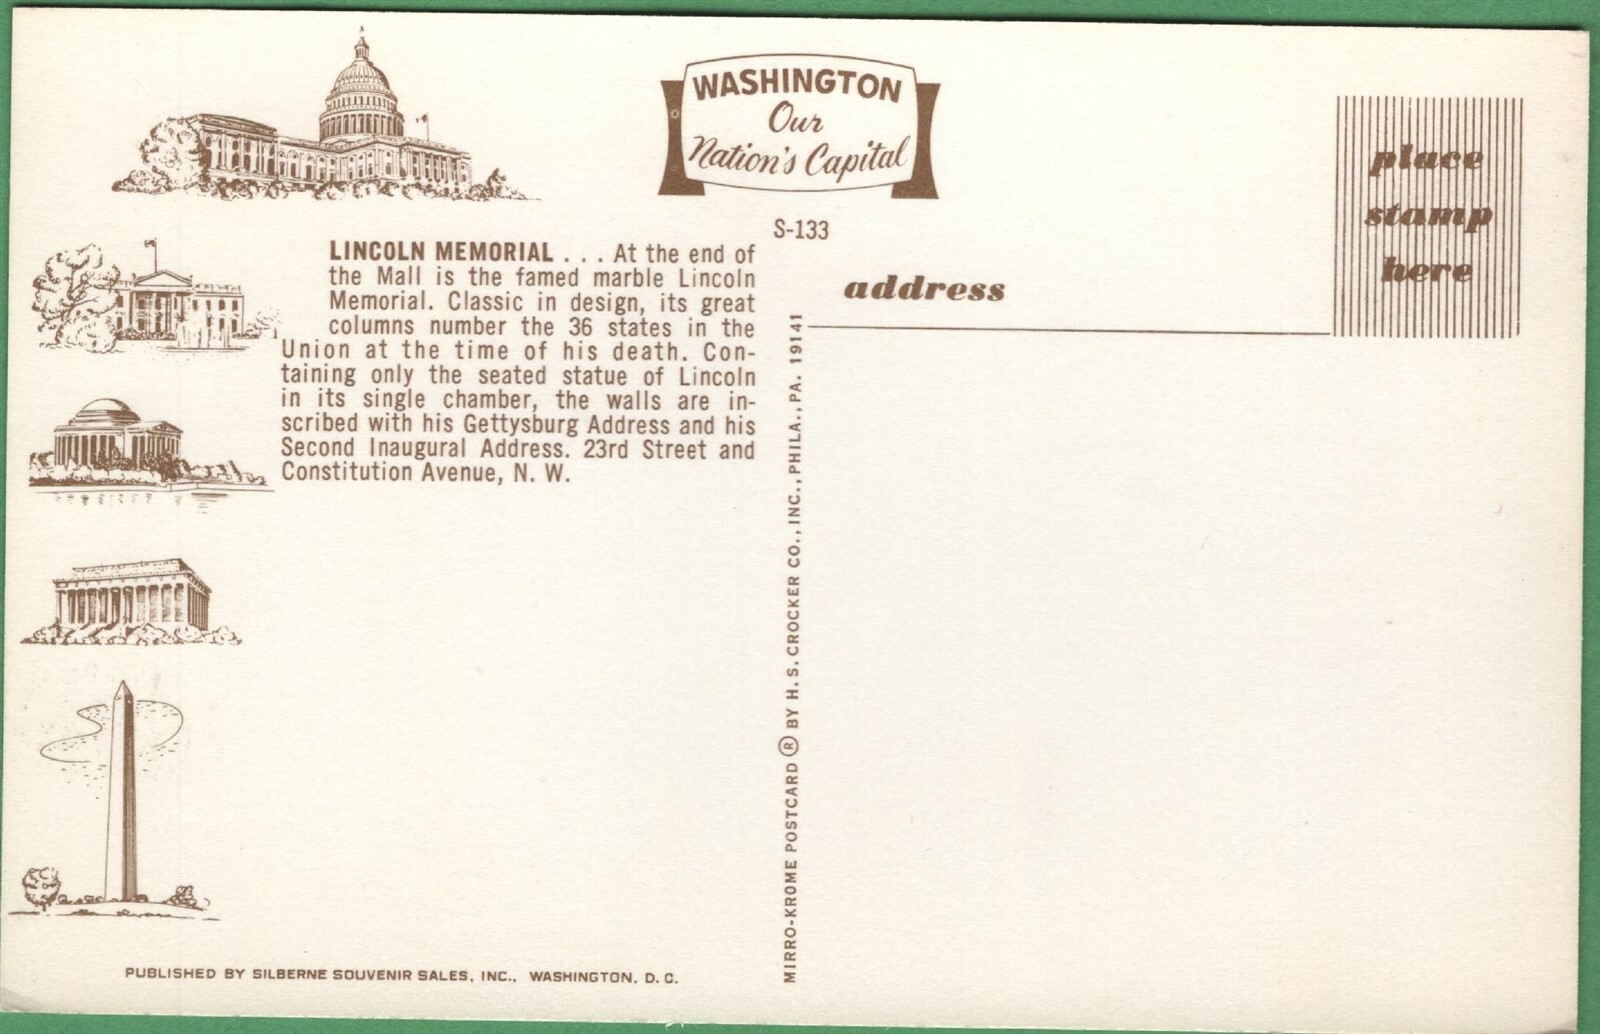 WASHINGTON
Our
Nation's Capital
S-133
LINCOLN MEMORIAL . . . At the end of
the Mall is the famed marble Lincoln
Memorial. Classic in design, its great
columns number the 36 states in the
Union at the time of his death. Con-
taining only the seated statue of Lincoln
in its single chamber, the walls are in-
scribed with his Gettysburg Address and his
Second Inaugural Address. 23rd Street and
Constitution Avenue, N. W.
PUBLISHED BY SILBERNE SOUVENIR SALES, INC., WASHINGTON, D. C.
MIRRO-KROME POSTCARD ® BY H. S. CROCKER CO., INC., PHILA., PA. 19141
address
place
stamp
here